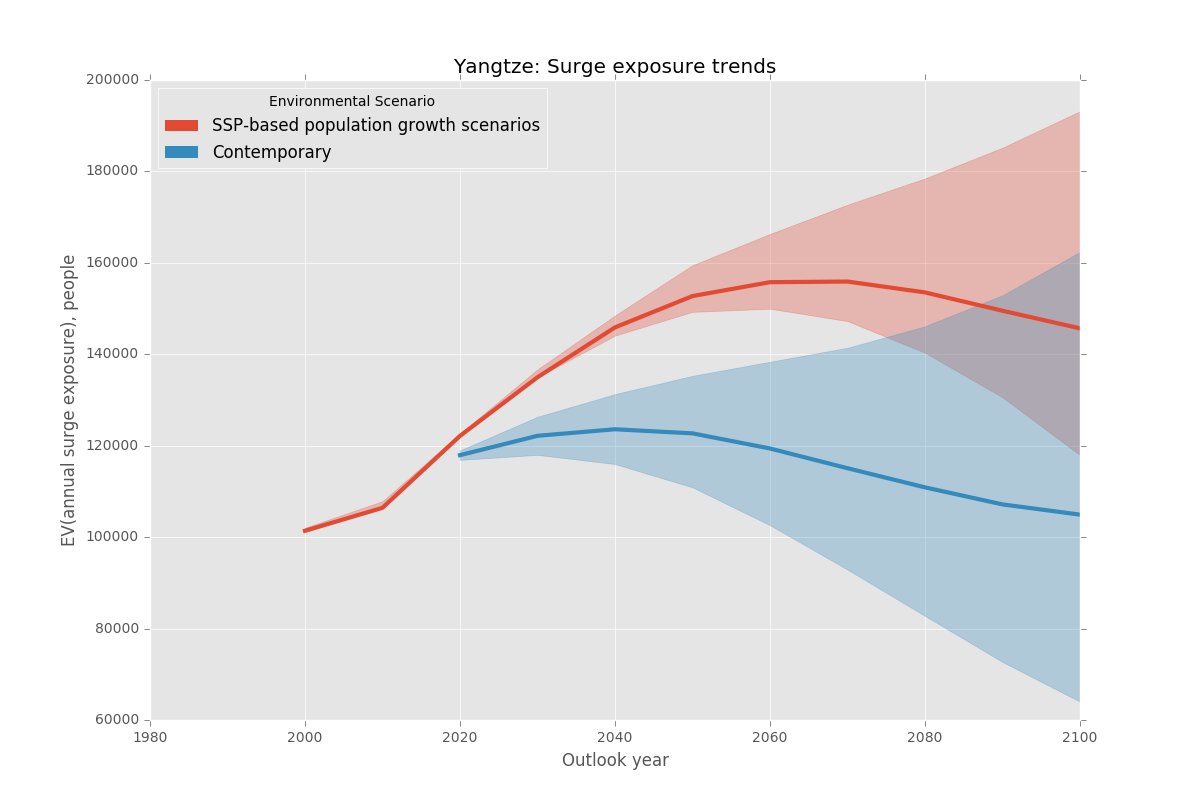 Yangtze: Surge exposure trends
Environmental Scenario
SSP-based population growth scenarios
Contemporary
EV(annual surge exposure), people
200000
180000
160000
140000
120000
100000
80000
60000
1980 2000 2020 2040 2060 2080 2100
Outlook year